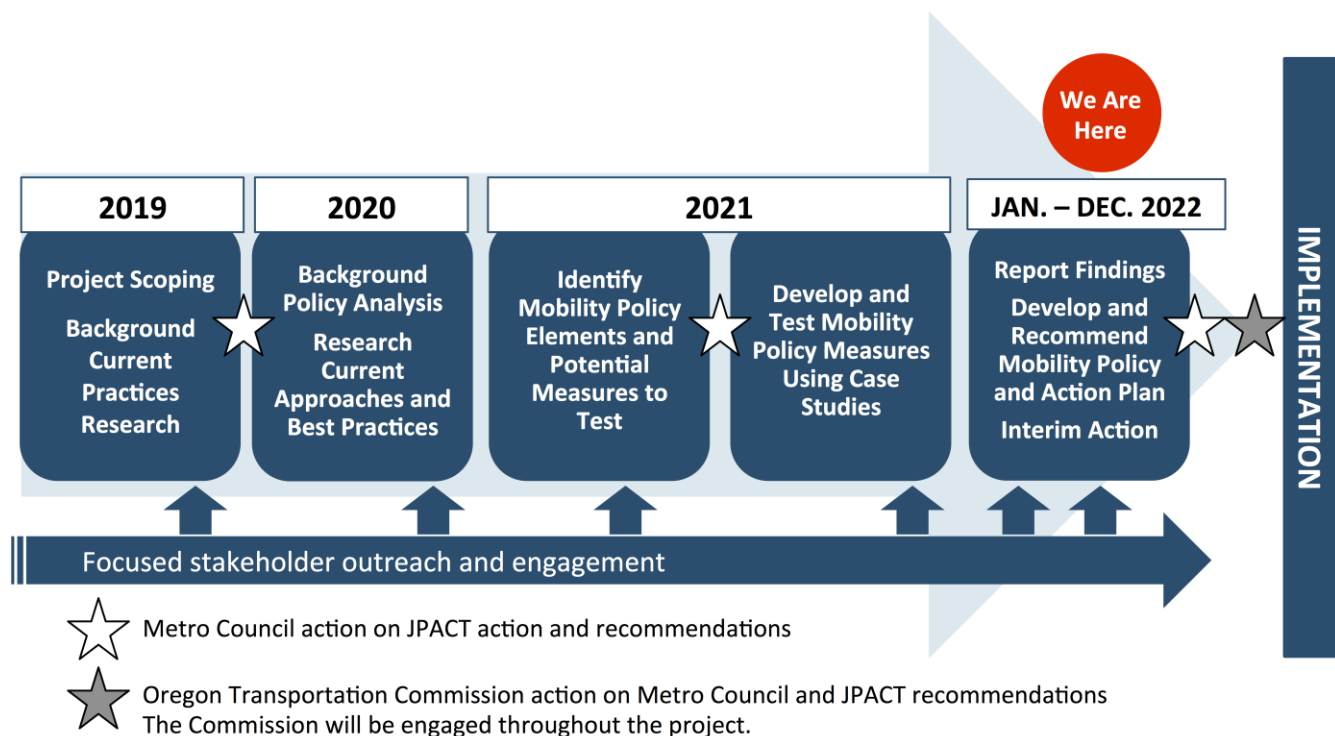 We Are
Here
2019
2020
2021
JAN. – DEC. 2022
Project Scoping
Background
Current
Practices
Research
Background
Policy Analysis
Research
Current
Approaches and
Best Practices
Identify
Mobility Policy
Elements and
Potential
Measures to
Test
Develop and
Test Mobility
Policy Measures
Using Case
Studies
Report Findings
Develop and
Recommend
Mobility Policy
and Action Plan
Interim Action
IMPLEMENTATION
Focused stakeholder outreach and engagement
Metro Council action on JPACT action and recommendations
Oregon Transportation Commission action on Metro Council and JPACT recommendations
The Commission will be engaged throughout the project.